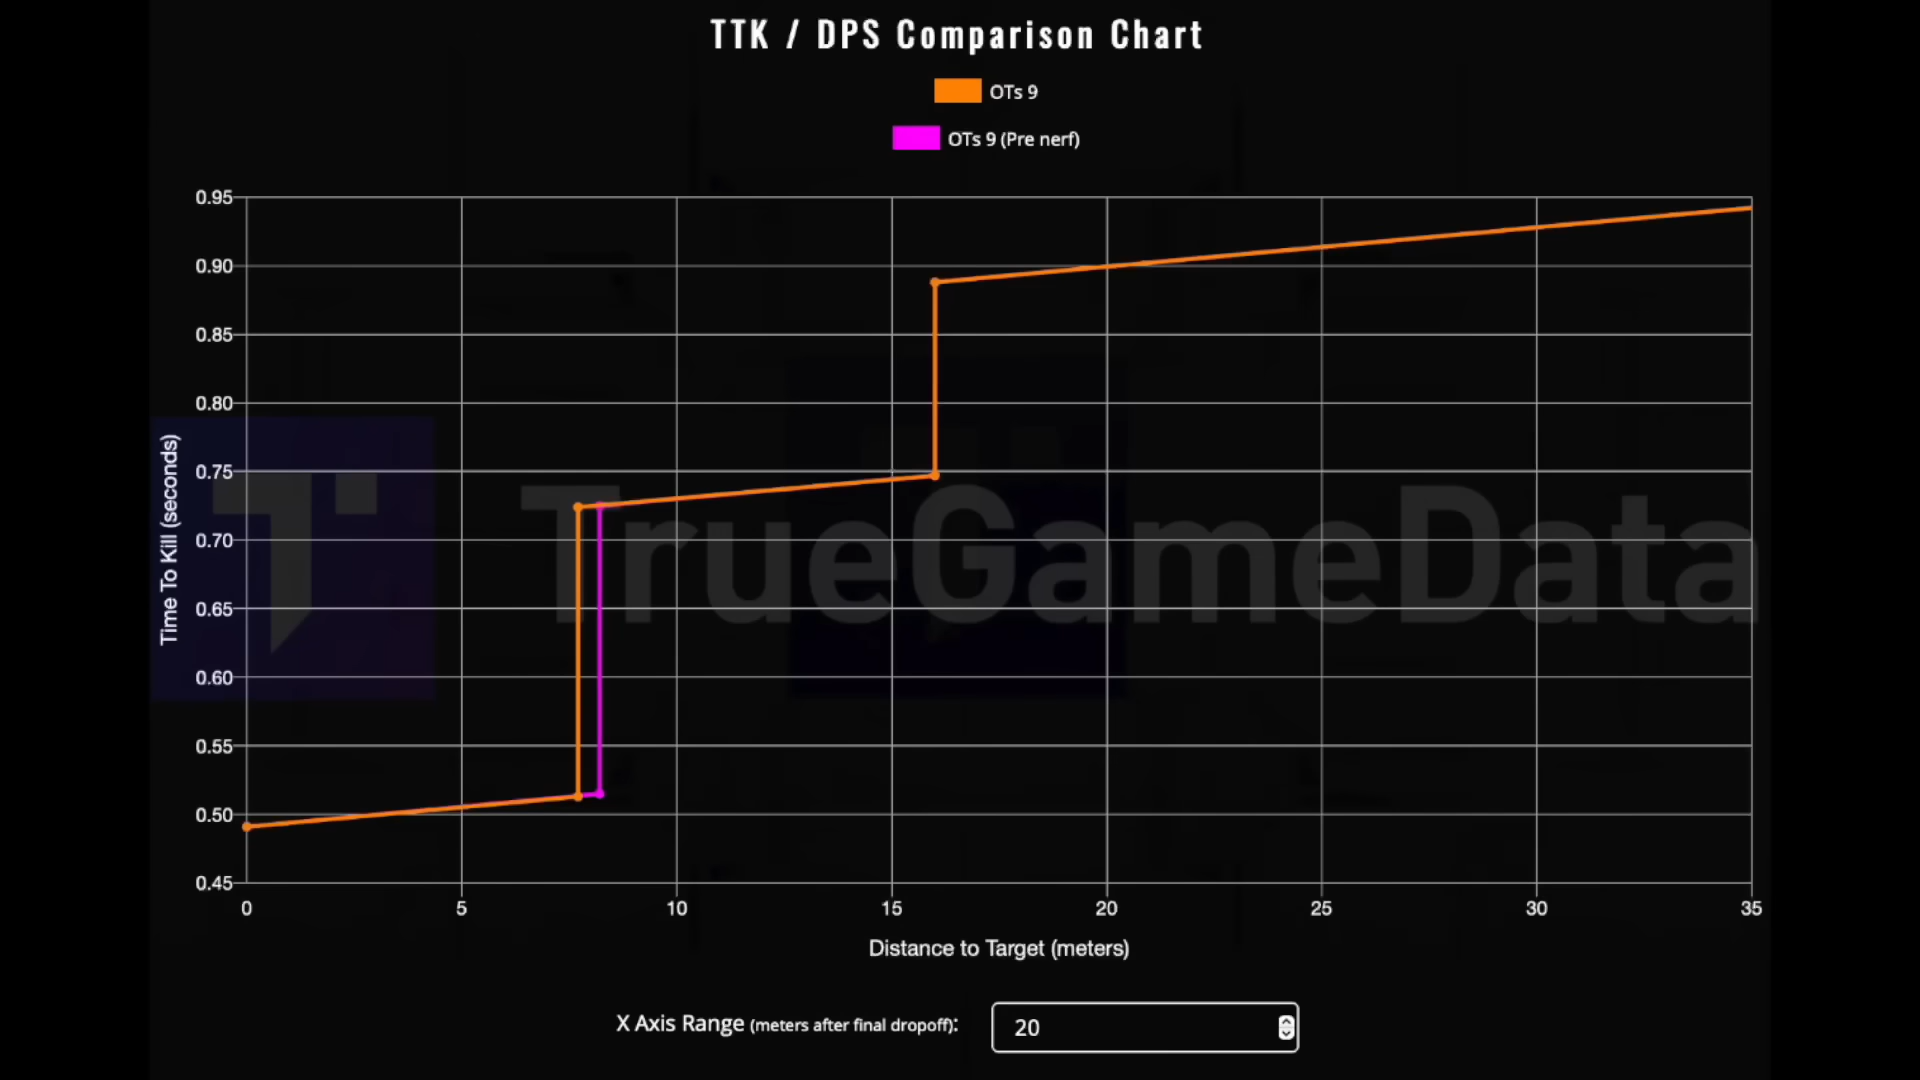 TTK / DPS Comparison Chart
OTs 9
OTs 9 (Pre nerf)
0.95
0.90
0.85
0.80
0.75
0.70
0.65
0.60
0.55
0.50
0.45
Time To Kill (seconds)
TrueGameData
0 5 10 15 20 25 30 35
Distance to Target (meters)
X Axis Range (meters after final dropoff): 20